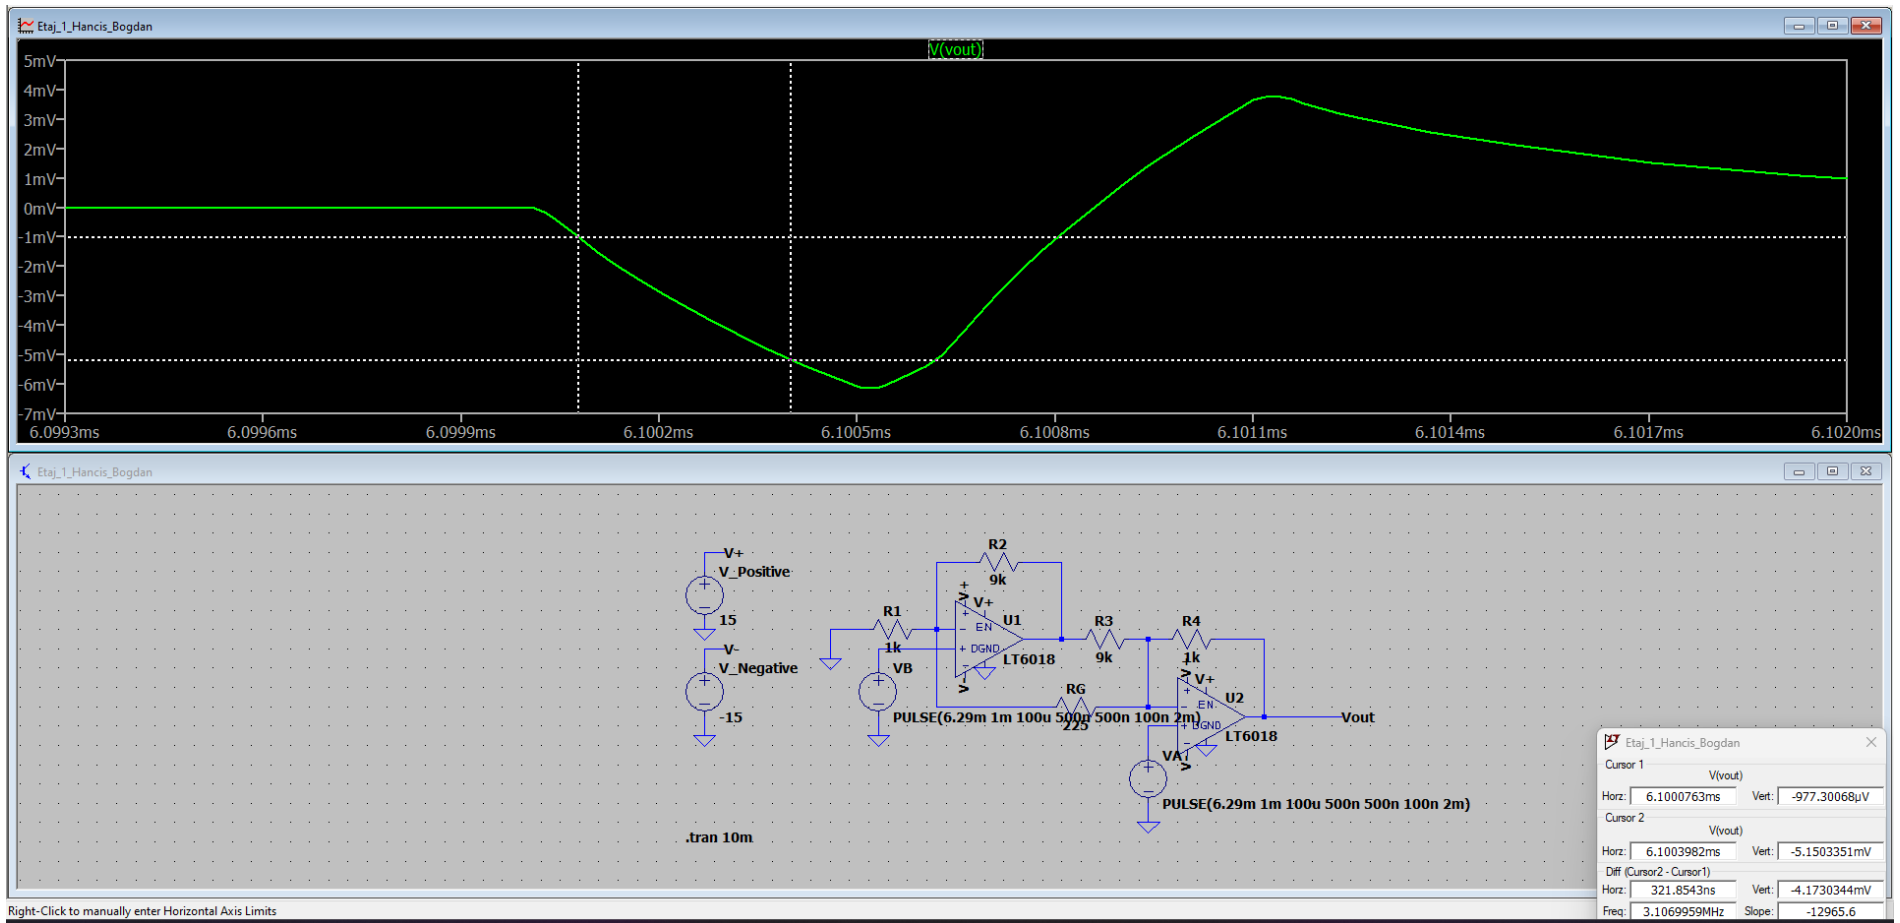 Etaj_1_Hancis_Bogdan
V(vout)
5mV
4mV
3mV
2mV
1mV
0mV
-1mV
-2mV
-3mV
-4mV
-5mV
-6mV
-7mV
6.0993ms 6.0996ms 6.0999ms 6.1002ms 6.1005ms 6.1008ms 6.1011ms 6.1014ms 6.1017ms 6.1020ms
Etaj_1_Hancis_Bogdan
V+
V_Positive
15
V-
V_Negative
-15
R2
9k
R1
1k
V+
V+
EN
U1
DGND
LT6018
V-
VB
PULSE(6.29m 1m 100u 500n 500n 100n 2m)
R3
9k
R4
1k
RG
225
V+
V+
EN
U2
DGND
LT6018
V-
Vout
VA
PULSE(6.29m 1m 100u 500n 500n 100n 2m)
.tran 10m
Etaj_1_Hancis_Bogdan
Cursor 1
V(vout)
Horz: 6.1000763ms Vert: -977.30068µV
Cursor 2
V(vout)
Horz: 6.1003982ms Vert: -5.1503351mV
Diff (Cursor2 - Cursor1)
Horz: 321.8543ns Vert: -4.1730344mV
Freq: 3.1069959MHz Slope: -12965.6
Right-Click to manually enter Horizontal Axis Limits